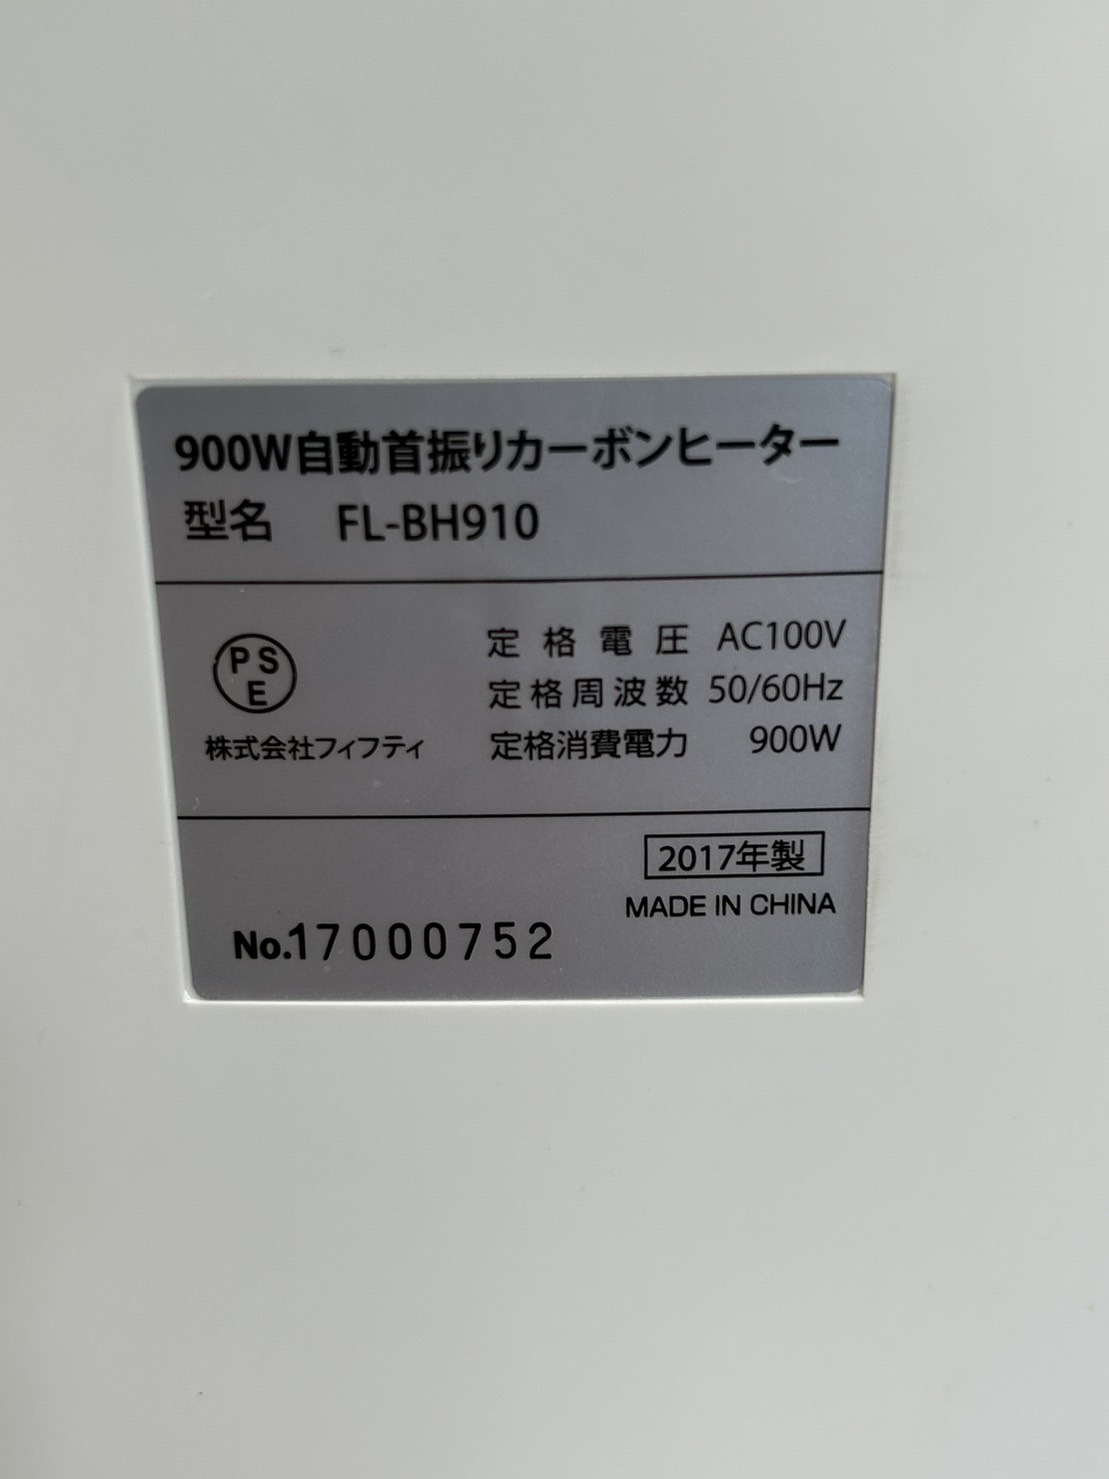 900W自動首振りカーボンヒーター
型名 FL-BH910
PS
E
株式会社フィフティ
定格電圧 AC100V
定格周波数 50/60Hz
定格消費電力 900W
2017年製
MADE IN CHINA
No.17000752